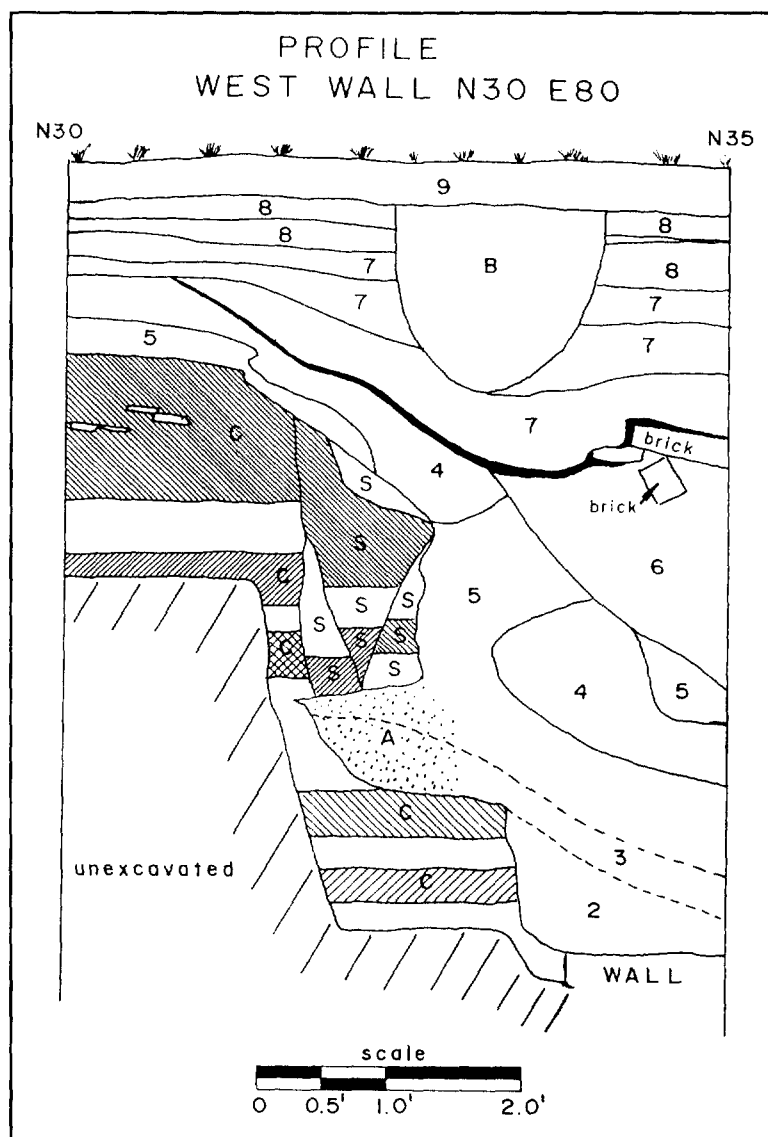 PROFILE
WEST WALL N30 E80
N30 N35
9
8 8
8 B 8
7 7
7 7
5 7
C 4 brick
S brick
S 5 6
C S S
S
C S S
S S 4 5
A
C
unexcavated 3
C 2
WALL
scale
0 0.5' 1.0' 2.0'